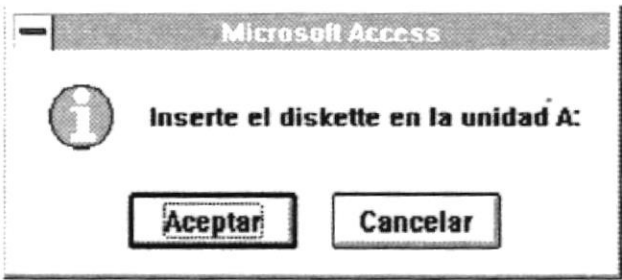 Microsoft Access
Inserte el diskette en la unidad A:
Aceptar
Cancelar